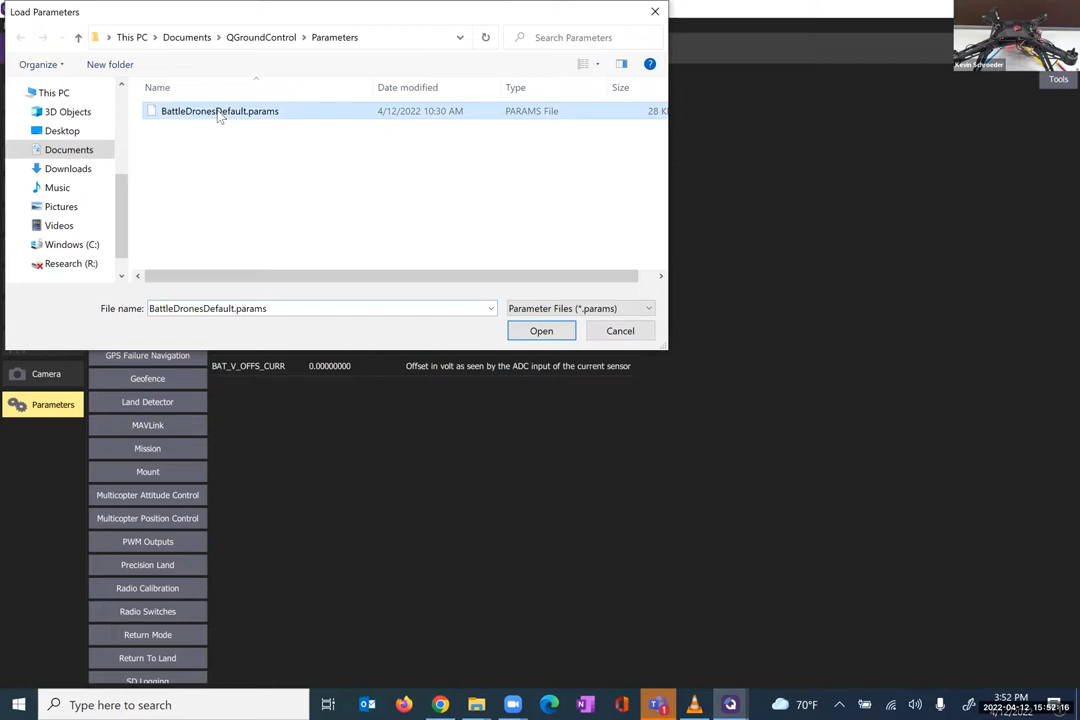 Load Parameters
This PC > Documents > QGroundControl > Parameters
Search Parameters
Organize
New folder
Name
Date modified
Type
Size
BattleDronesDefault.params
4/12/2022 10:30 AM
PARAMS File
28 K
This PC
3D Objects
Desktop
Documents
Downloads
Music
Pictures
Videos
Windows (C:)
Research (R:)
File name:
BattleDronesDefault.params
Parameter Files (*.params)
Open
Cancel
Kevin Schroeder
Tools
Camera
Parameters
GPS Failure Navigation
Geofence
Land Detector
MAVLink
Mission
Mount
Multicopter Attitude Control
Multicopter Position Control
PWM Outputs
Precision Land
Radio Calibration
Radio Switches
Return Mode
Return To Land
SD Logging
BAT_V_OFFS_CURR
0.00000000
Offset in volt as seen by the ADC input of the current sensor
Type here to search
70°F
3:52 PM
2022-04-12 15:52:16